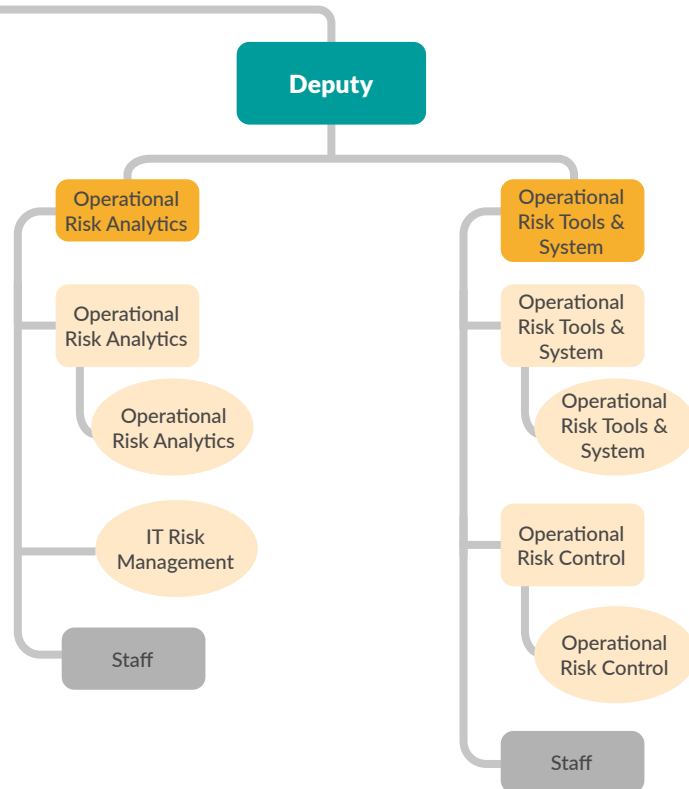 Deputy
Operational
Risk Analytics
Operational
Risk Analytics
Operational
Risk Analytics
IT Risk
Management
Staff
Operational
Risk Tools &
System
Operational
Risk Tools &
System
Operational
Risk Tools &
System
Operational
Risk Control
Operational
Risk Control
Staff